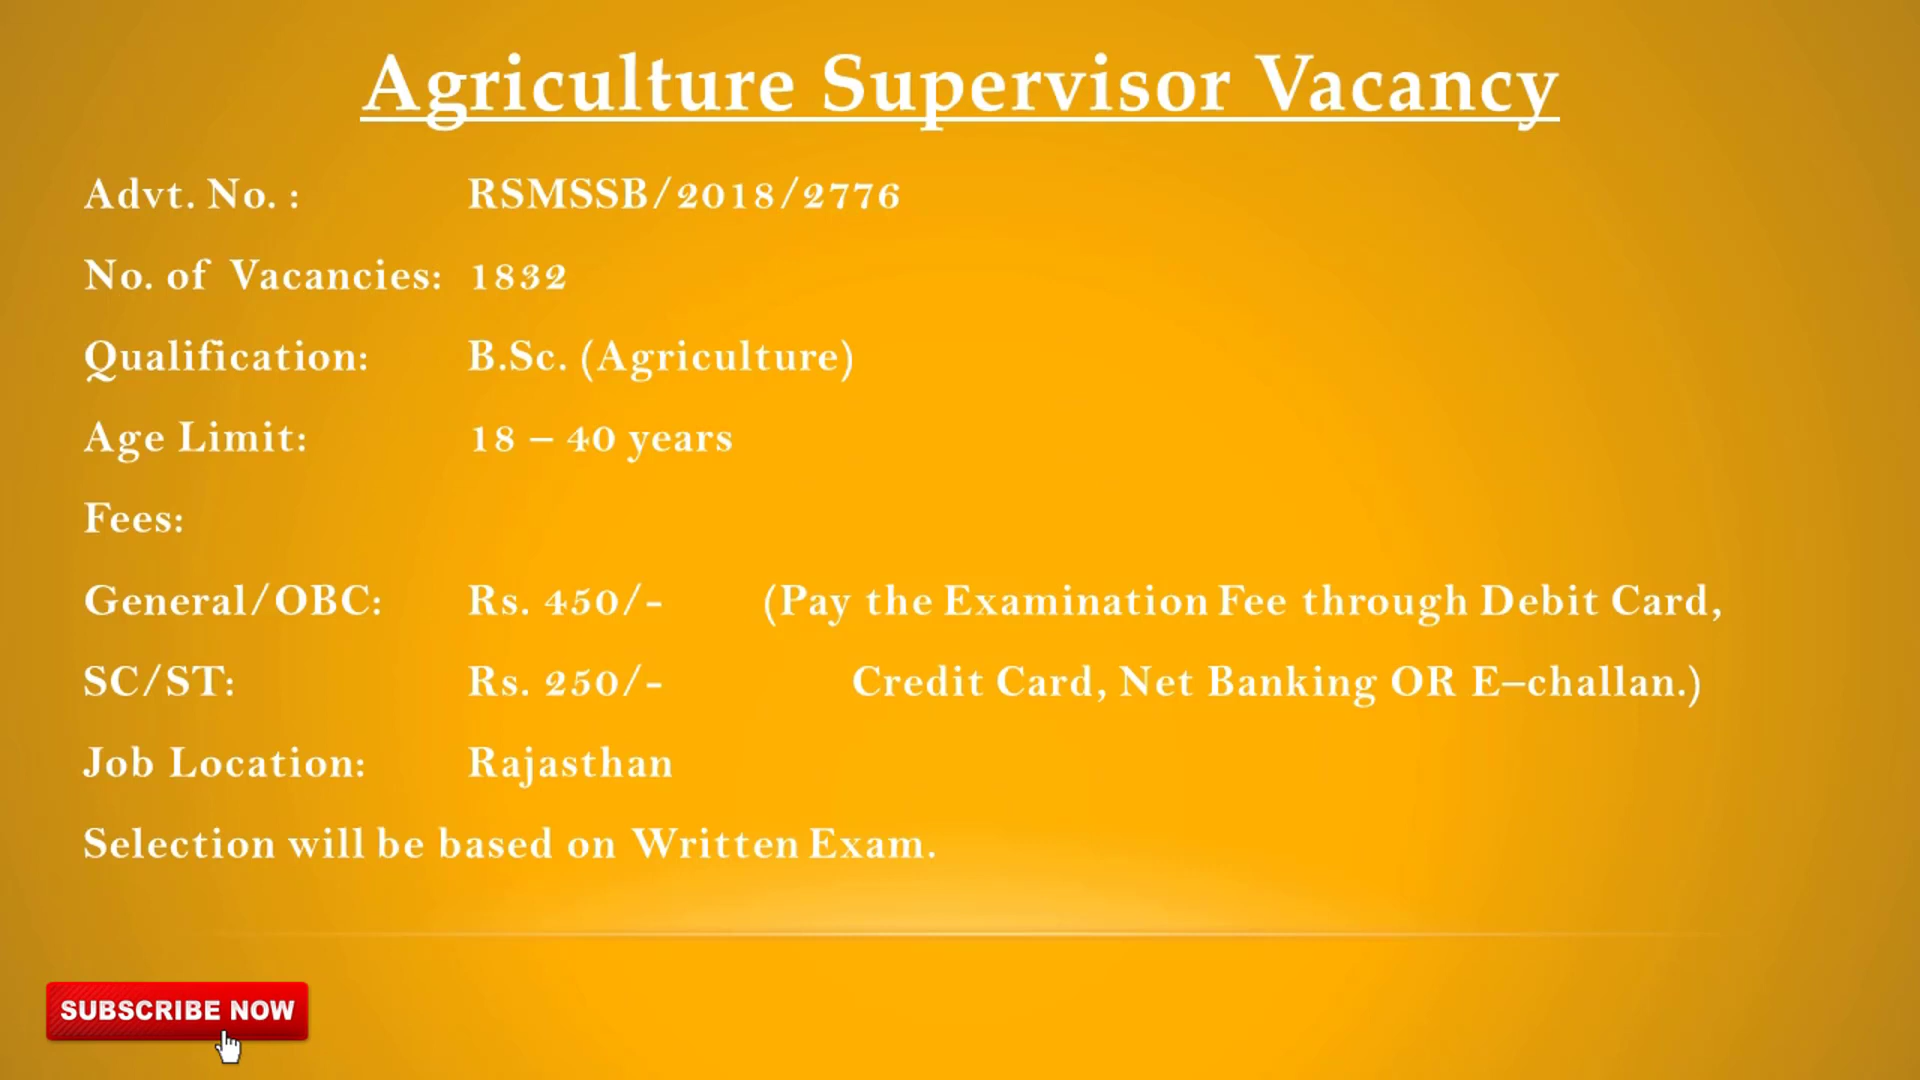 Agriculture Supervisor Vacancy
Advt. No. : RSMSSB/2018/2776
No. of Vacancies: 1832
Qualification: B.Sc. (Agriculture)
Age Limit: 18 – 40 years
Fees:
General/OBC: Rs. 450/- (Pay the Examination Fee through Debit Card,
SC/ST: Rs. 250/- Credit Card, Net Banking OR E–challan.)
Job Location: Rajasthan
Selection will be based on Written Exam.
SUBSCRIBE NOW